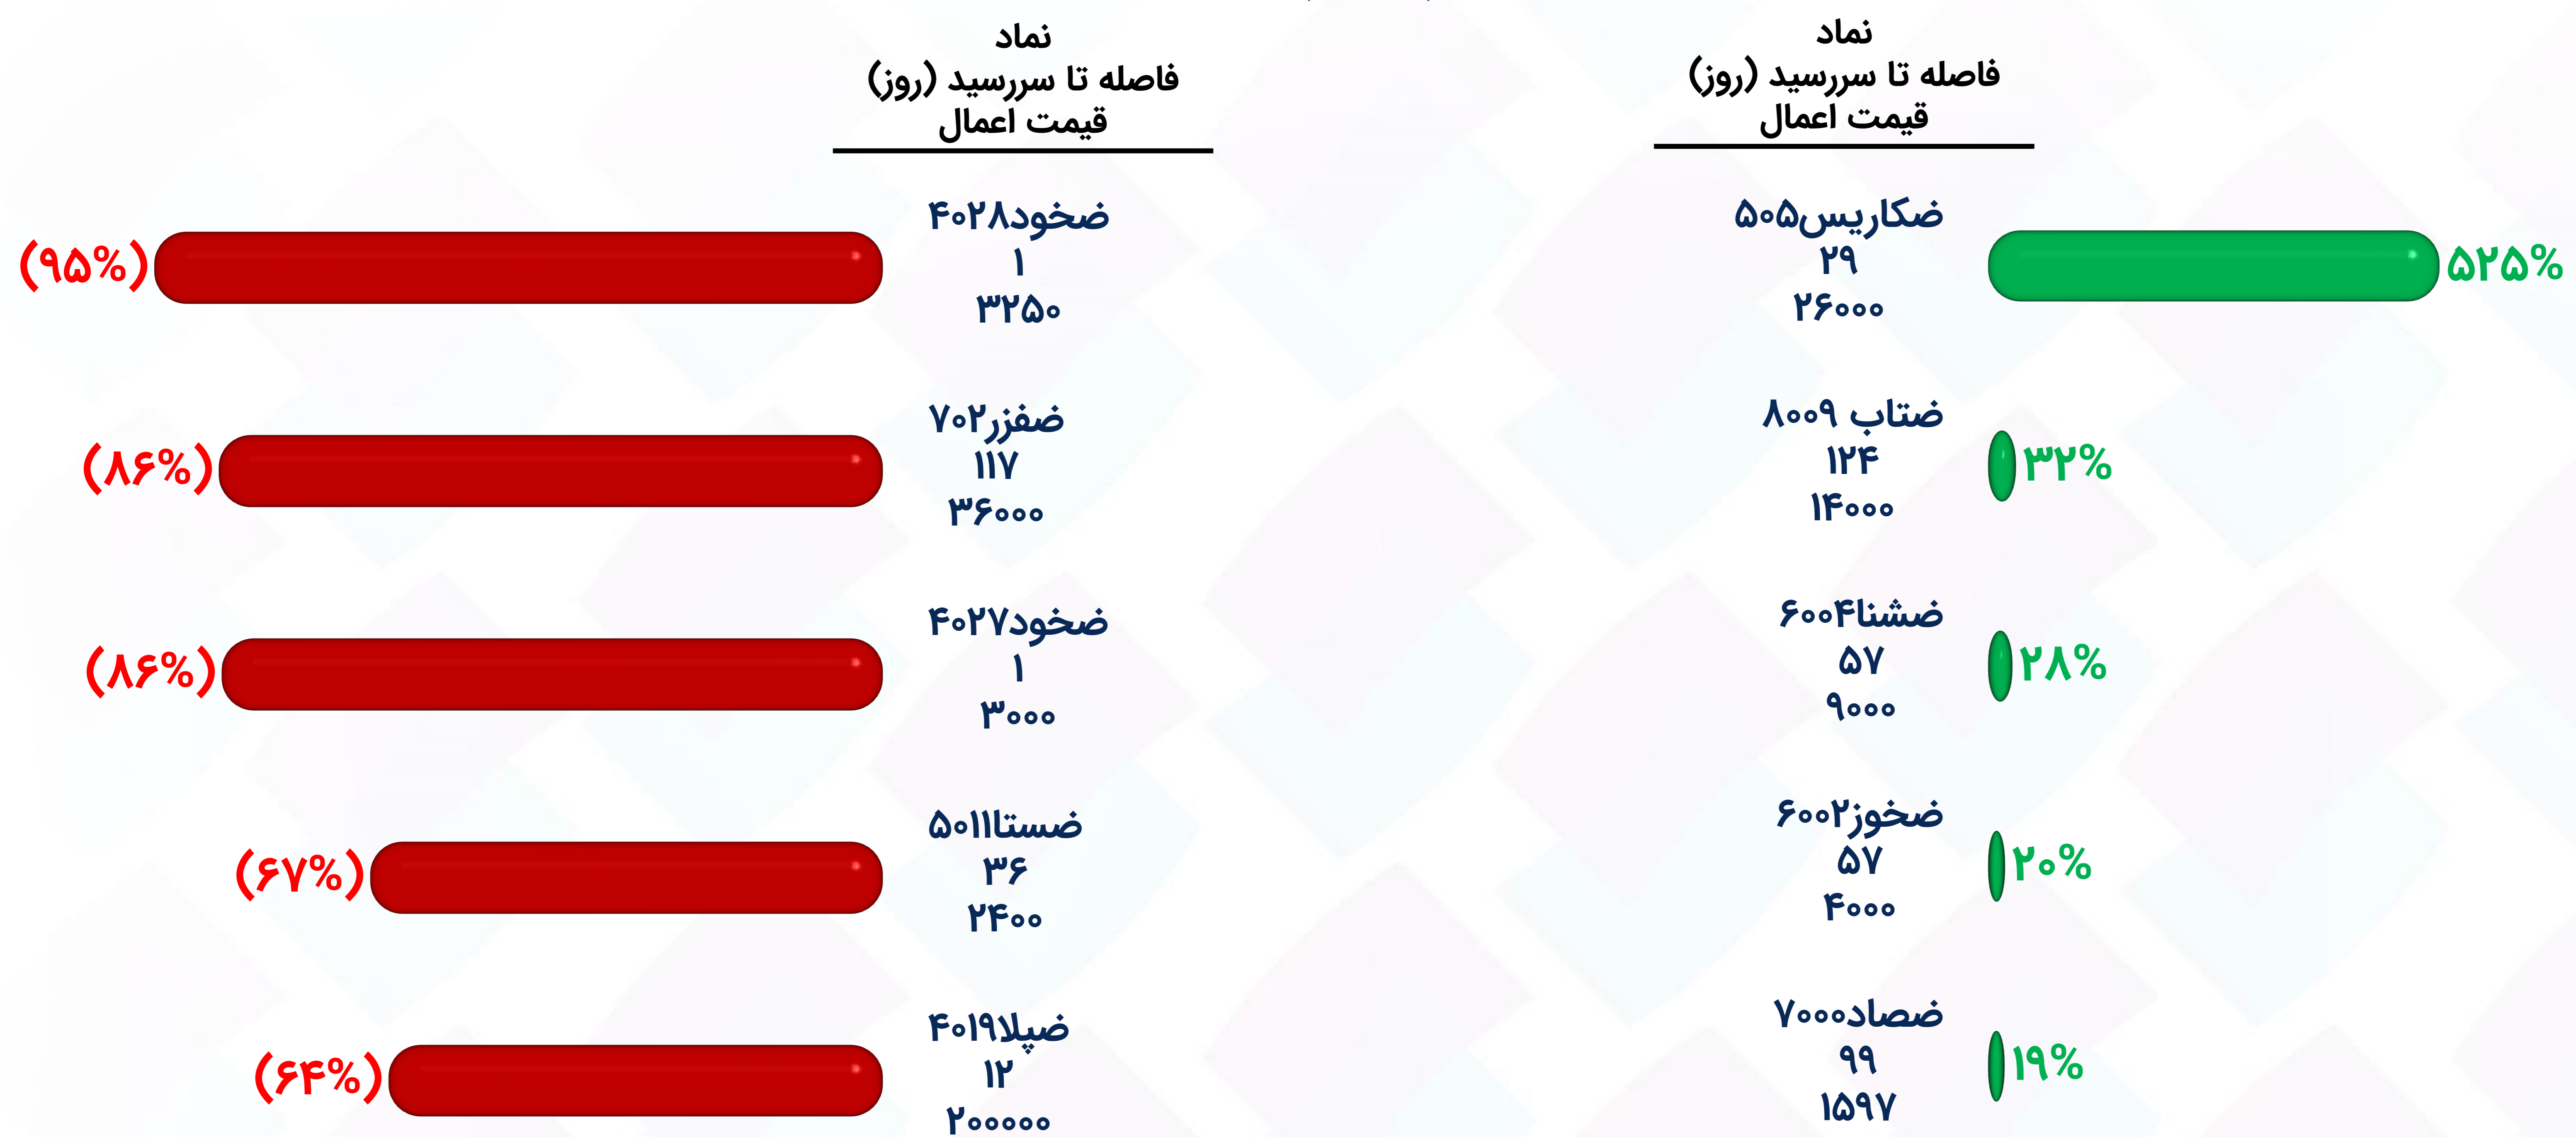 نماد
فاصله تا سررسید (روز)
قیمت اعمال
ضکاریس۵۰۵
۲۹
۲۶۰۰۰
۵۲۵%
ضتاب ۸۰۰۹
۱۲۴
۱۴۰۰۰
۳۲%
ضشنا۶۰۰۴
۵۷
۹۰۰۰
۲۸%
ضخوز۶۰۰۲
۵۷
۴۰۰۰
۲۰%
ضصاد۷۰۰۰
۹۹
۱۵۹۷
۱۹%
نماد
فاصله تا سررسید (روز)
قیمت اعمال
ضخود۴۰۲۸
۱
۳۲۵۰
(۹۵%)
ضفزر۷۰۲
۱۱۷
۳۶۰۰۰
(۸۶%)
ضخود۴۰۲۷
۱
۳۰۰۰
(۸۶%)
ضستا۵۰۱۱
۳۶
۲۴۰۰
(۶۷%)
ضپلا۴۰۱۹
۱۲
۲۰۰۰۰۰
(۶۴%)